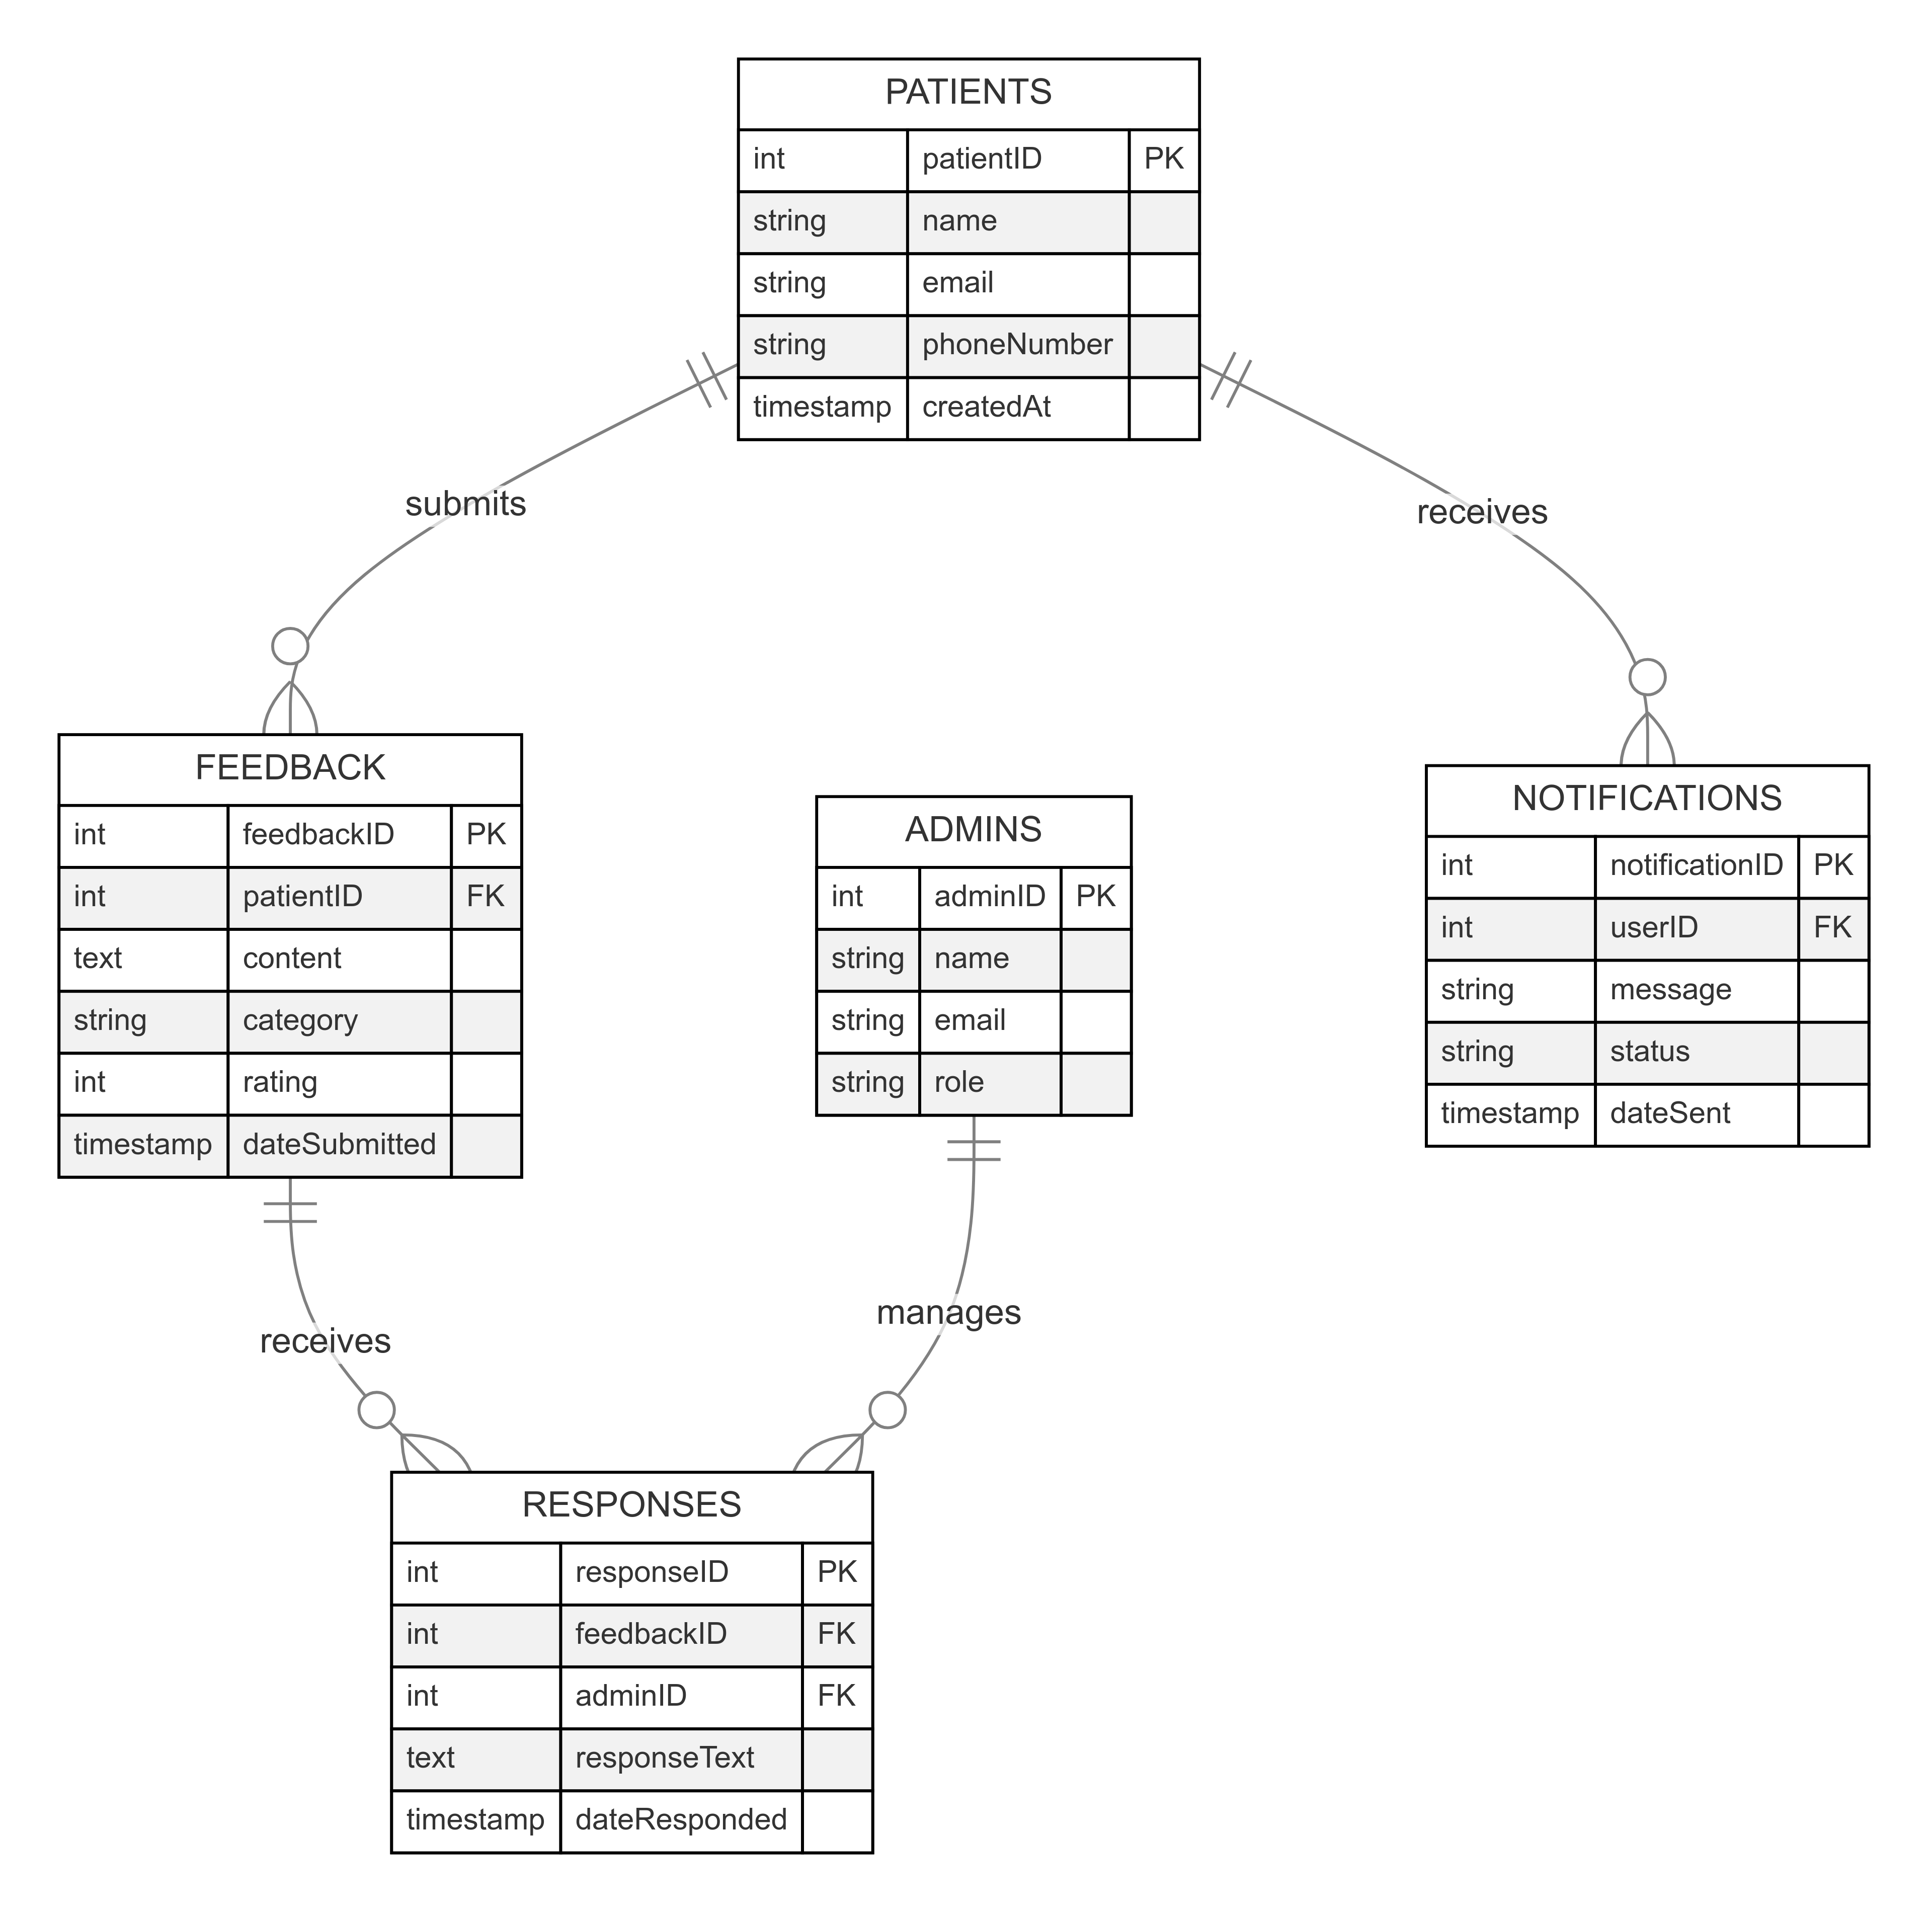 PATIENTS
int patientID PK
string name
string email
string phoneNumber
timestamp createdAt
submits
receives
FEEDBACK
int feedbackID PK
int patientID FK
text content
string category
int rating
timestamp dateSubmitted
ADMINS
int adminID PK
string name
string email
string role
NOTIFICATIONS
int notificationID PK
int userID FK
string message
string status
timestamp dateSent
receives
manages
RESPONSES
int responseID PK
int feedbackID FK
int adminID FK
text responseText
timestamp dateResponded